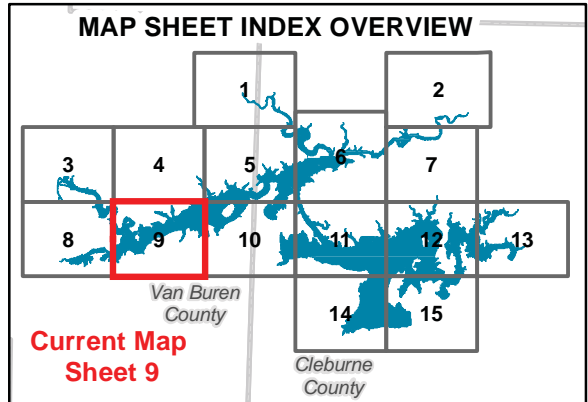 MAP SHEET INDEX OVERVIEW
1
2
3
4
5
6
7
8
9
10
11
12
13
14
15
Van Buren
County
Current Map
Sheet 9
Cleburne
County